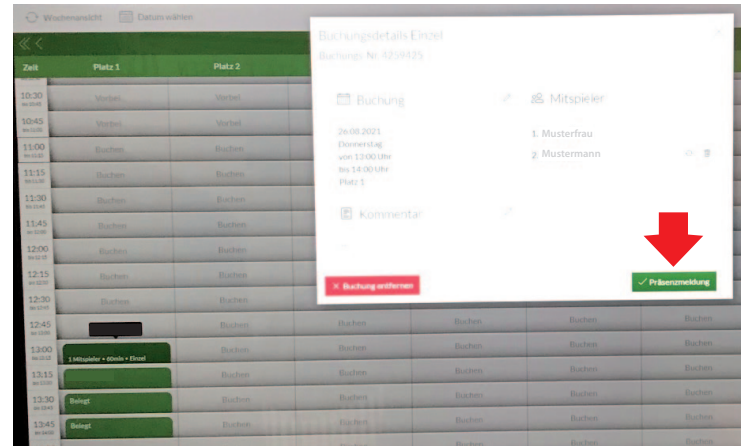 Wochenansicht Datum wählen
Zeit Platz 1 Platz 2
10:30 Vorbei Vorbei
10:45 Vorbei Vorbei
11:00 Buchen Buchen
11:15 Buchen Buchen
11:30 Buchen Buchen
11:45 Buchen Buchen
12:00 Buchen Buchen
12:15 Buchen Buchen
12:30 Buchen Buchen
12:45 Buchen Buchen Buchen Buchen Buchen
13:00 1 Mitspieler • 60min • Einzel Buchen Buchen Buchen Buchen Buchen
13:15 Buchen Buchen Buchen Buchen Buchen
13:30 Belegt Buchen Buchen Buchen Buchen Buchen
13:45 Belegt Buchen Buchen Buchen Buchen Buchen
Buchungsdetails Einzel
Buchungs-Nr. 4259425
Buchung
26.08.2021
Donnerstag
von 13:00 Uhr
bis 14:00 Uhr
Platz 1
Mitspieler
1. Musterfrau
2. Mustermann
Kommentar
Buchung entfernen
Präsenzmeldung